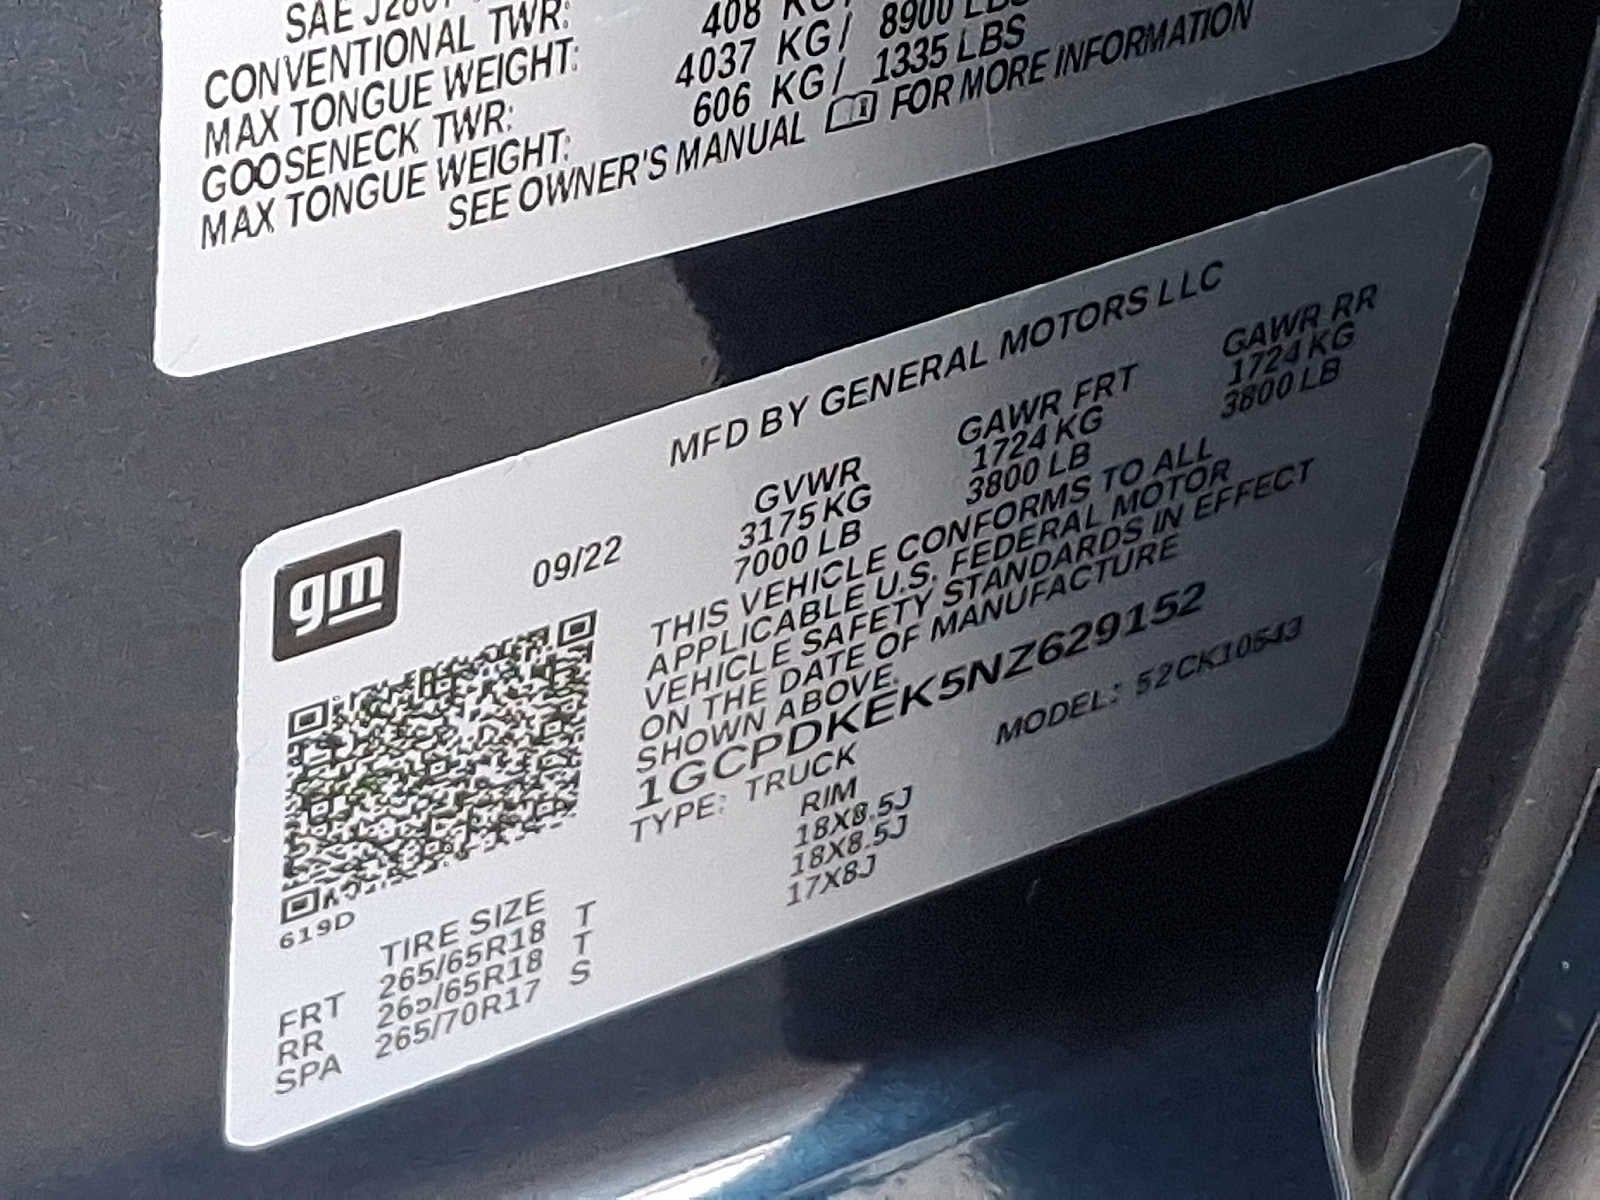 SAE
CONVENTIONAL TWR: 408 KG/
MAX TONGUE WEIGHT: 4037 KG/ 8900 LBS
GOOSENECK TWR: 606 KG/ 1335 LBS
MAX TONGUE WEIGHT:
SEE OWNER'S MANUAL FOR MORE INFORMATION
MFD BY GENERAL MOTORS LLC
gm
09/22
GVWR GAWR FRT GAWR RR
3175 KG 1724 KG 1724 KG
7000 LB 3800 LB 3800 LB
THIS VEHICLE CONFORMS TO ALL
APPLICABLE U.S. FEDERAL MOTOR
VEHICLE SAFETY STANDARDS IN EFFECT
ON THE DATE OF MANUFACTURE
SHOWN ABOVE.
1GCPDKEK5NZ629152
TYPE: TRUCK MODEL: 52CK10543
619D
TIRE SIZE RIM
FRT 265/65R18 T 18X8.5J
RR 265/65R18 T 18X8.5J
SPA 265/70R17 S 17X8J